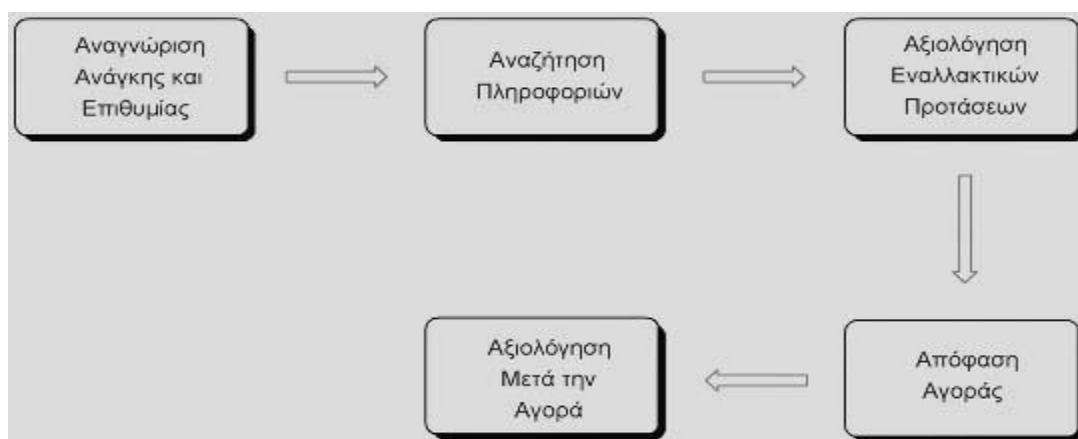 Αναγνώριση
Ανάγκης και
Επιθυμίας
Αναζήτηση
Πληροφοριών
Αξιολόγηση
Εναλλακτικών
Προτάσεων
Απόφαση
Αγοράς
Αξιολόγηση
Μετά την
Αγορά